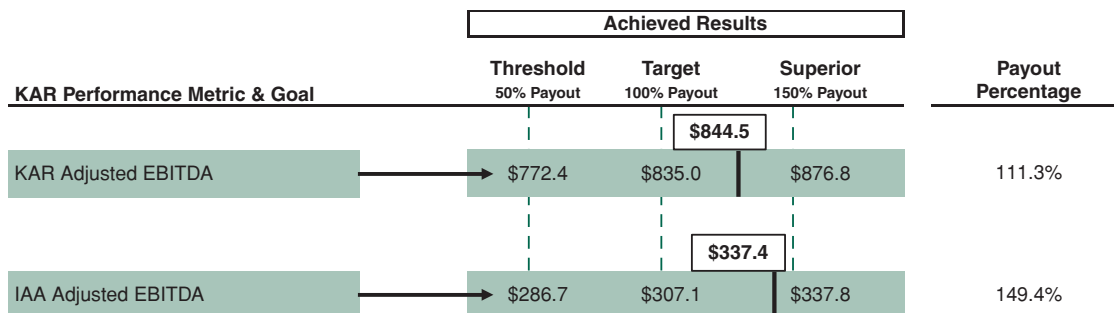 Achieved Results
Threshold Target Superior Payout
KAR Performance Metric & Goal 50% Payout 100% Payout 150% Payout Percentage
$844.5
KAR Adjusted EBITDA $772.4 $835.0 $876.8 111.3%
$337.4
IAA Adjusted EBITDA $286.7 $307.1 $337.8 149.4%